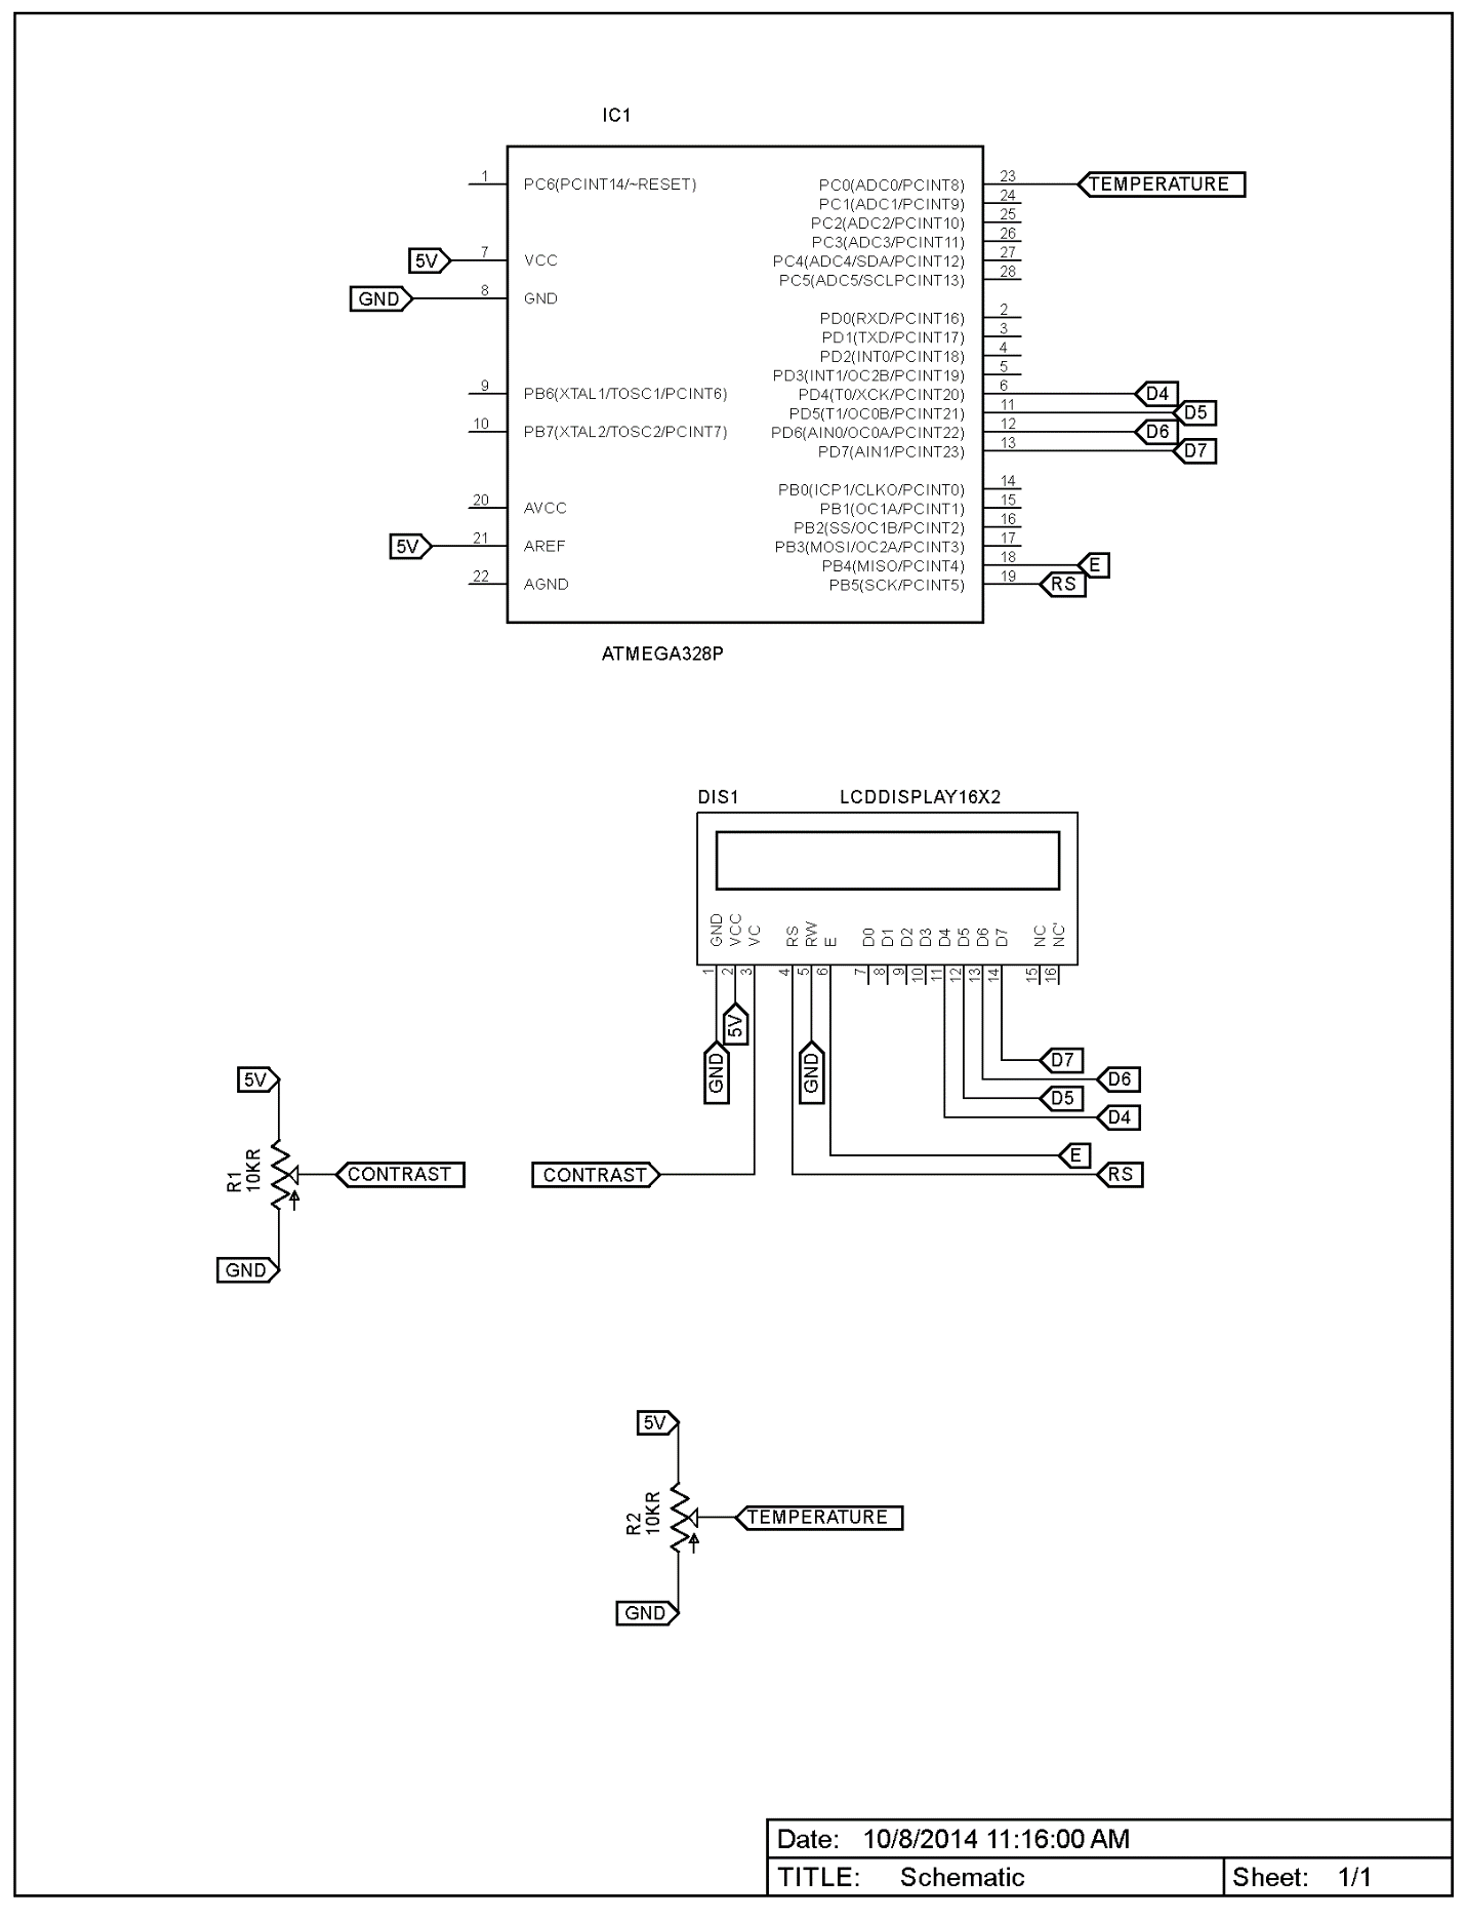 IC1
1 PC6(PCINT14/~RESET) PC0(ADC0/PCINT8) 23 TEMPERATURE
PC1(ADC1/PCINT9) 24
PC2(ADC2/PCINT10) 25
PC3(ADC3/PCINT11) 26
5V 7 VCC PC4(ADC4/SDA/PCINT12) 27
PC5(ADC5/SCLPCINT13) 28
GND 8 GND
PD0(RXD/PCINT16) 2
PD1(TXD/PCINT17) 3
PD2(INT0/PCINT18) 4
PD3(INT1/OC2B/PCINT19) 5
9 PB6(XTAL1/TOSC1/PCINT6) PD4(T0/XCK/PCINT20) 6 D4
PD5(T1/OC0B/PCINT21) 11 D5
10 PB7(XTAL2/TOSC2/PCINT7) PD6(AIN0/OC0A/PCINT22) 12 D6
PD7(AIN1/PCINT23) 13 D7
PB0(ICP1/CLKO/PCINT0) 14
20 AVCC PB1(OC1A/PCINT1) 15
PB2(SS/OC1B/PCINT2) 16
5V 21 AREF PB3(MOSI/OC2A/PCINT3) 17
PB4(MISO/PCINT4) 18 E
22 AGND PB5(SCK/PCINT5) 19 RS
ATMEGA328P
DIS1 LCDDISPLAY16X2
GND VCC VC RS RW E D0 D1 D2 D3 D4 D5 D6 D7 NC NC'
1 2 3 4 5 6 7 8 9 10 11 12 13 14 15 16
5V
GND GND D7
5V D6
D5
D4
E
R1 10KR CONTRAST CONTRAST RS
GND
5V
R2 10KR TEMPERATURE
GND
Date: 10/8/2014 11:16:00 AM
TITLE: Schematic Sheet: 1/1